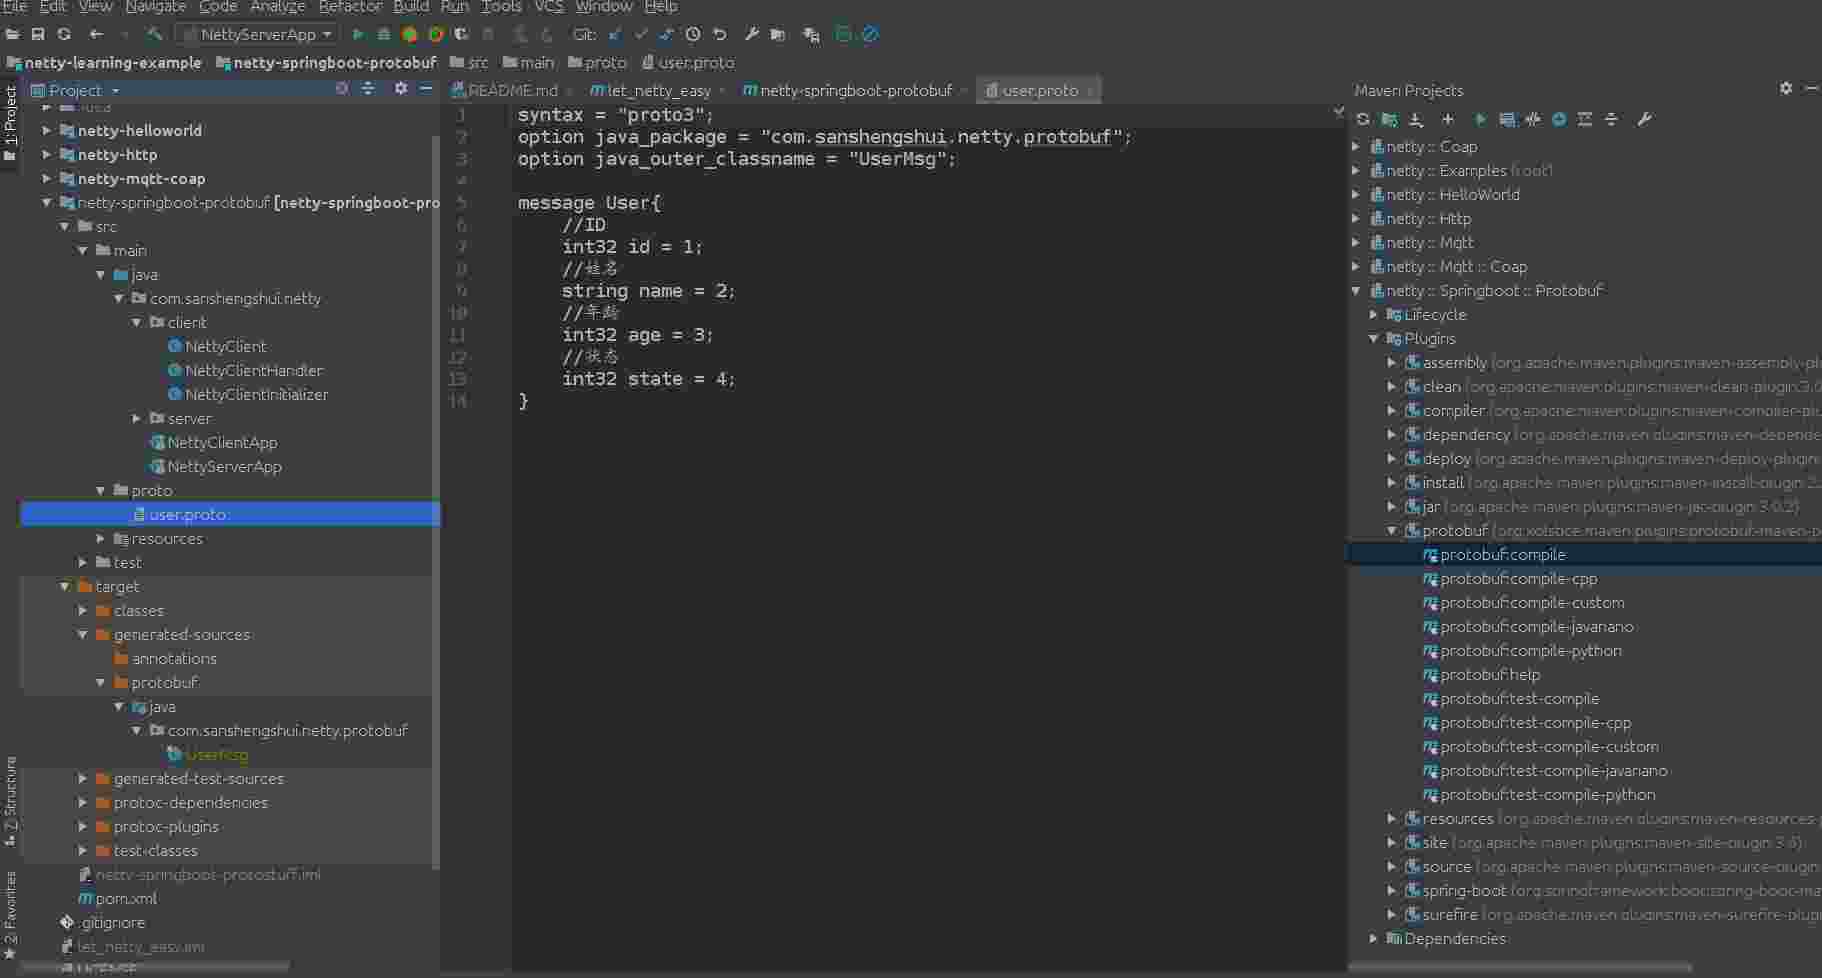 File Edit View Navigate Code Analyze Refactor Build Run Tools VCS Window Help
NettyServerApp Git:
netty-learning-example netty-springboot-protobuf src main proto user.proto
1: Project
Z: Structure
2: Favorites
Project
.idea
netty-helloworld
netty-http
netty-mqtt-coap
netty-springboot-protobuf [netty-springboot-pro
src
main
java
com.sanshengshui.netty
client
NettyClient
NettyClientHandler
NettyClientInitializer
server
NettyClientApp
NettyServerApp
proto
user.proto
resources
test
target
classes
generated-sources
annotations
protobuf
java
com.sanshengshui.netty.protobuf
UserMsg
generated-test-sources
protoc-dependencies
protoc-plugins
test-classes
netty-springboot-protostuff.iml
pom.xml
.gitignore
let_netty_easy.iml
README.md let_netty_easy netty-springboot-protobuf user.proto
1 syntax = "proto3";
2 option java_package = "com.sanshengshui.netty.protobuf";
3 option java_outer_classname = "UserMsg";
4
5 message User{
6 //ID
7 int32 id = 1;
8 //姓名
9 string name = 2;
10 //年龄
11 int32 age = 3;
12 //状态
13 int32 state = 4;
14 }
Maven Projects
netty :: Coap
netty :: Examples (root)
netty :: HelloWorld
netty :: Http
netty :: Mqtt
netty :: Mqtt :: Coap
netty :: Springboot :: Protobuf
Lifecycle
Plugins
assembly (org.apache.maven.plugins:maven-assembly-pl
clean (org.apache.maven.plugins:maven-clean-plugin:3.0
compiler (org.apache.maven.plugins:maven-compiler-plu
dependency (org.apache.maven.plugins:maven-depende
deploy (org.apache.maven.plugins:maven-deploy-plugin:
install (org.apache.maven.plugins:maven-install-plugin:2.
jar (org.apache.maven.plugins:maven-jar-plugin:3.0.2)
protobuf (org.xolstice.maven.plugins:protobuf-maven-p
protobuf:compile
protobuf:compile-cpp
protobuf:compile-custom
protobuf:compile-javanano
protobuf:compile-python
protobuf:help
protobuf:test-compile
protobuf:test-compile-cpp
protobuf:test-compile-custom
protobuf:test-compile-javanano
protobuf:test-compile-python
resources (org.apache.maven.plugins:maven-resources-p
site (org.apache.maven.plugins:maven-site-plugin:3.6)
source (org.apache.maven.plugins:maven-source-plugin:
spring-boot (org.springframework.boot:spring-boot-ma
surefire (org.apache.maven.plugins:maven-surefire-plugi
Dependencies